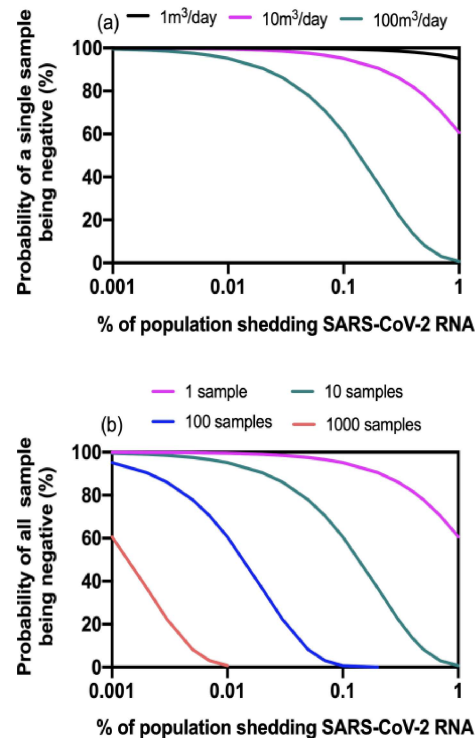 (a) 1m³/day 10m³/day 100m³/day
Probability of a single sample
being negative (%)
100
80
60
40
20
0
0.001 0.01 0.1 1
% of population shedding SARS-CoV-2 RNA
1 sample 10 samples
(b) 100 samples 1000 samples
Probability of all sample
being negative (%)
100
80
60
40
20
0
0.001 0.01 0.1 1
% of population shedding SARS-CoV-2 RNA